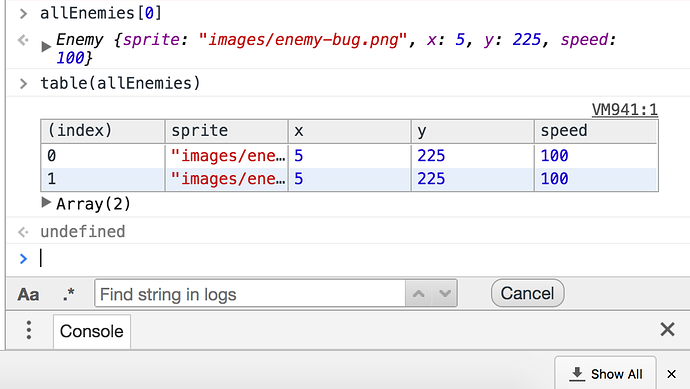 allEnemies[0]
Enemy {sprite: "images/enemy-bug.png", x: 5, y: 225, speed:
100}
table(allEnemies)
VM941:1
(index) sprite x y speed
0 "images/ene… 5 225 100
1 "images/ene… 5 225 100
Array(2)
undefined
Aa .* Find string in logs Cancel
Console
Show All